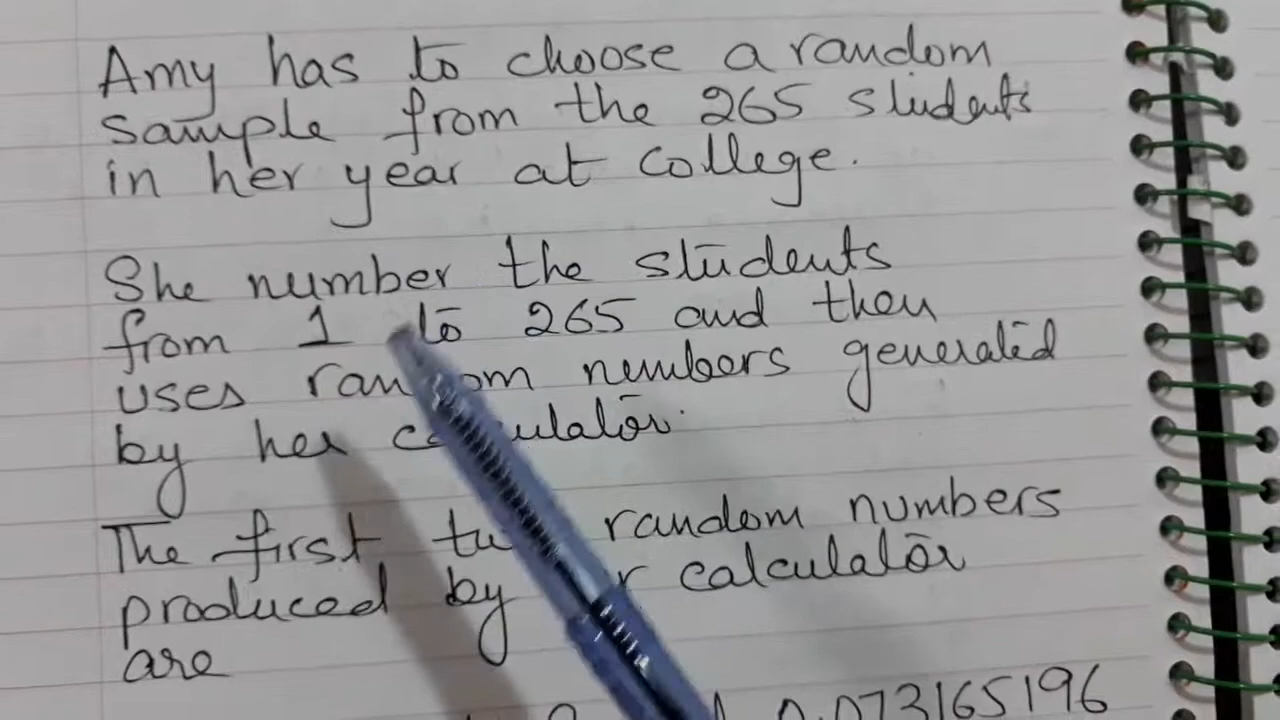 Amy has to choose a random
sample from the 265 students
in her year at college.
She number the students
from 1 to 265 and then
uses random numbers generated
by her calculator.
The first random numbers
produced by calculator
are
0.073165196